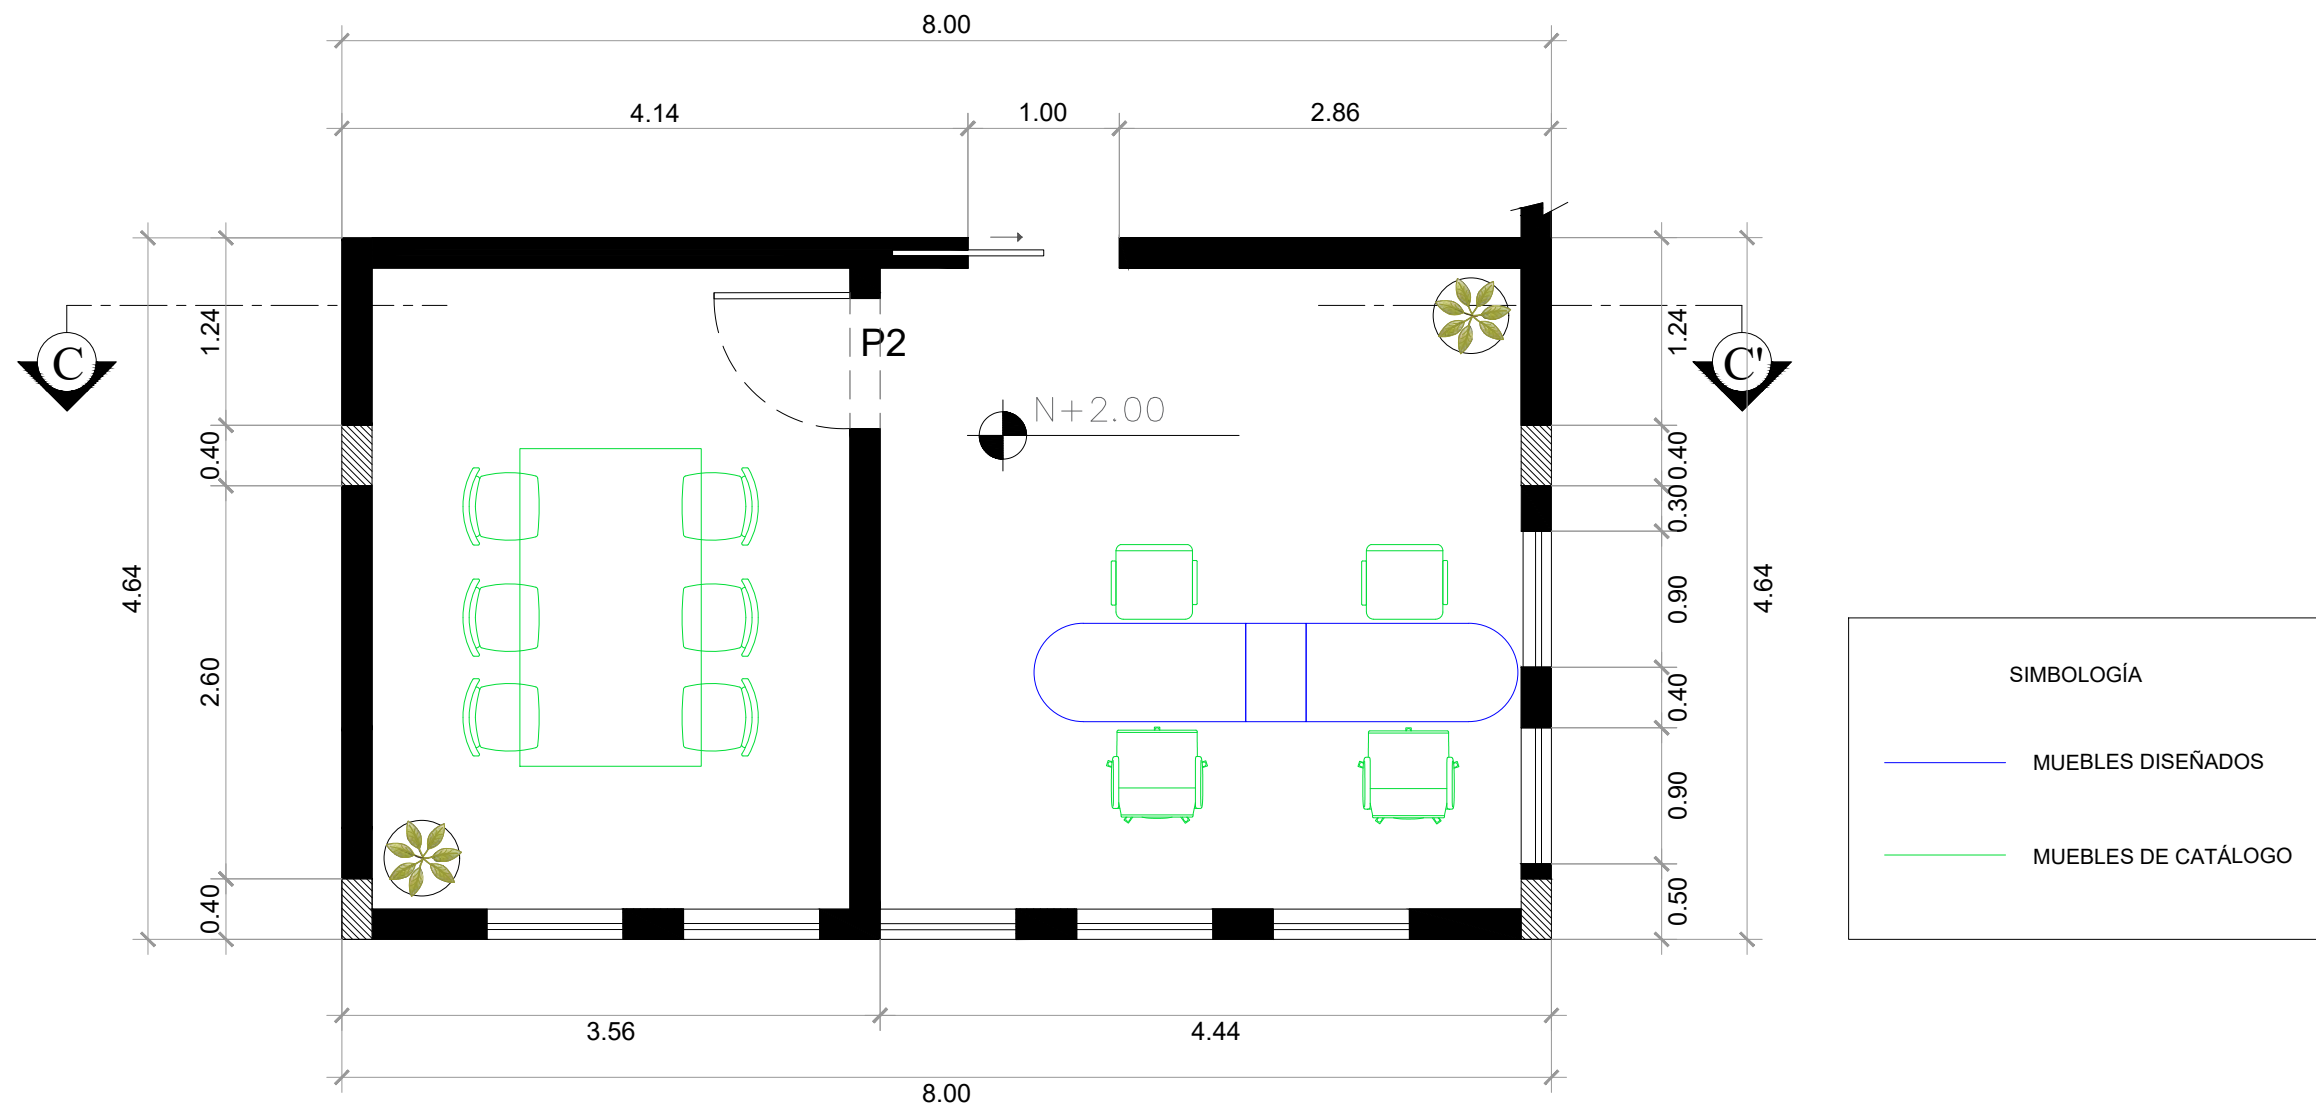 8.00
4.14
1.00
2.86
C
C'
1.24
0.40
2.60
0.40
4.64
P2
N+2.00
1.24
0.40
0.30
0.90
0.40
0.90
0.50
4.64
SIMBOLOGÍA
MUEBLES DISEÑADOS
MUEBLES DE CATÁLOGO
3.56
4.44
8.00